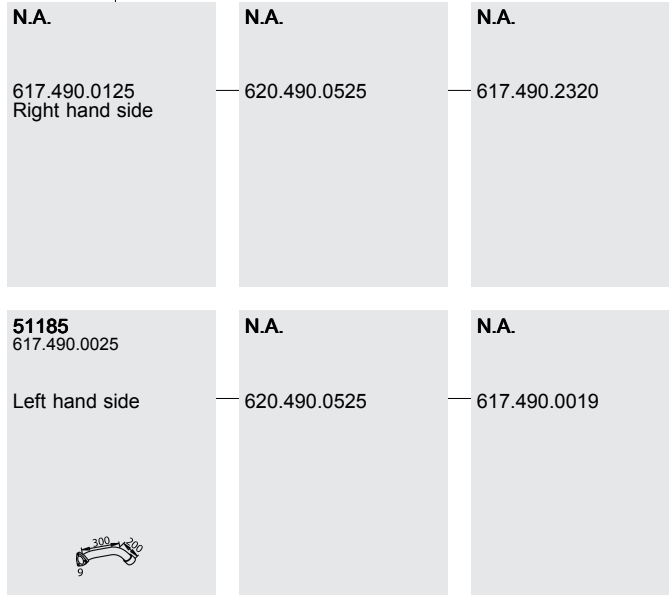 N.A.
617.490.0125
Right hand side
N.A.
620.490.0525
N.A.
617.490.2320
51185
617.490.0025
Left hand side
300
200
9
N.A.
620.490.0525
N.A.
617.490.0019